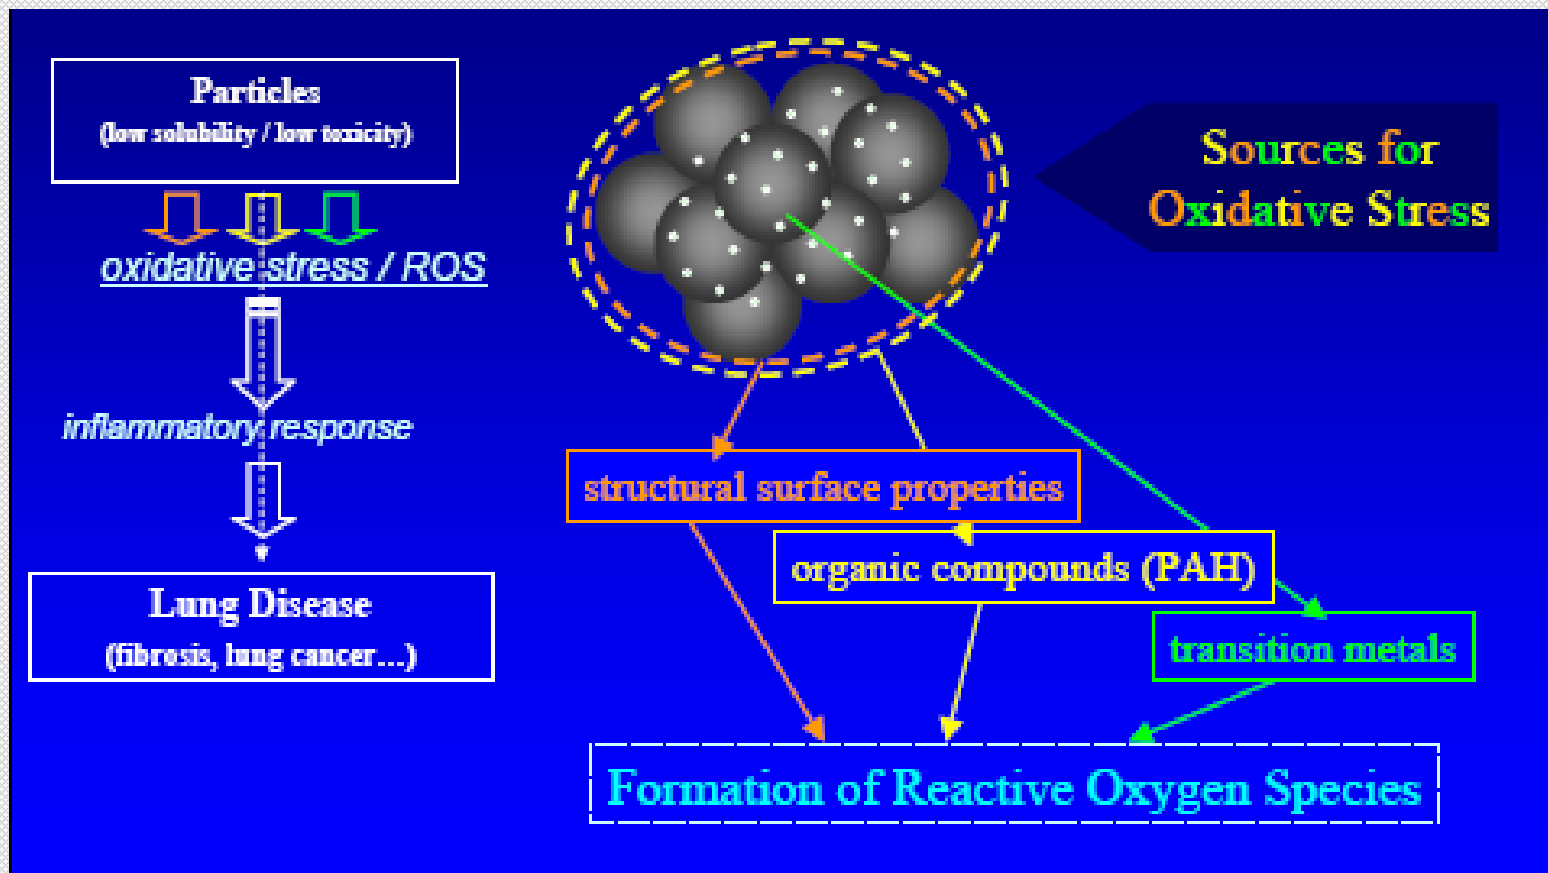 Particles
(low solubility / low toxicity)
oxidative stress / ROS
inflammatory response
Lung Disease
(fibrosis, lung cancer...)
Sources for
Oxidative Stress
structural surface properties
organic compounds (PAH)
transition metals
Formation of Reactive Oxygen Species